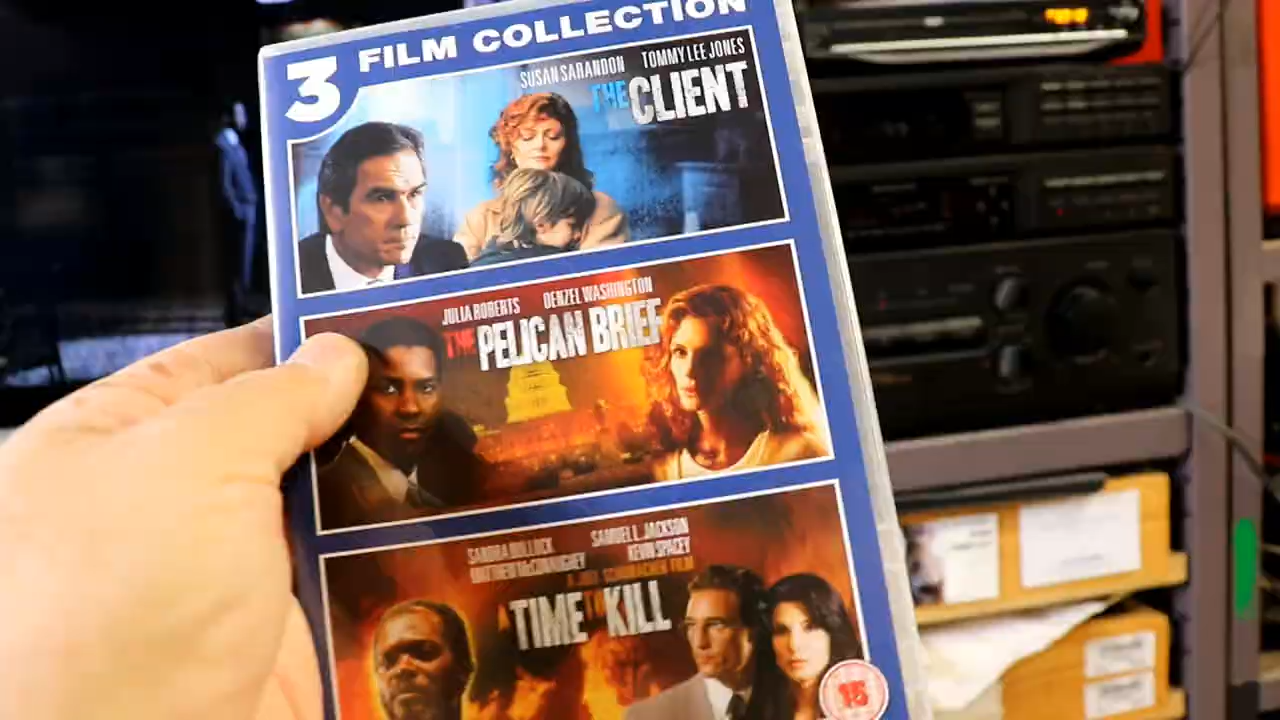 3 FILM COLLECTION
SUSAN SARANDON TOMMY LEE JONES
THE CLIENT
JULIA ROBERTS DENZEL WASHINGTON
THE PELICAN BRIEF
SANDRA BULLOCK SAMUEL L. JACKSON
MATTHEW McCONAUGHEY KEVIN SPACEY
A JOEL SCHUMACHER FILM
A TIME TO KILL
15